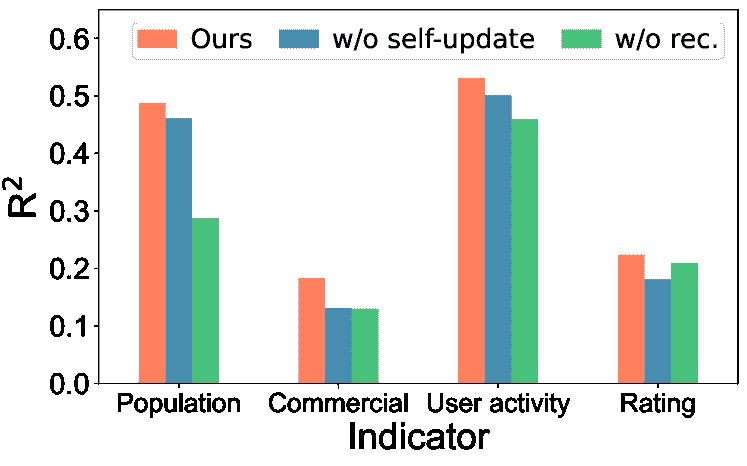 Ours w/o self-update w/o rec.
0.6
0.5
0.4
0.3
0.2
0.1
0.0
R²
Population Commercial User activity Rating
Indicator